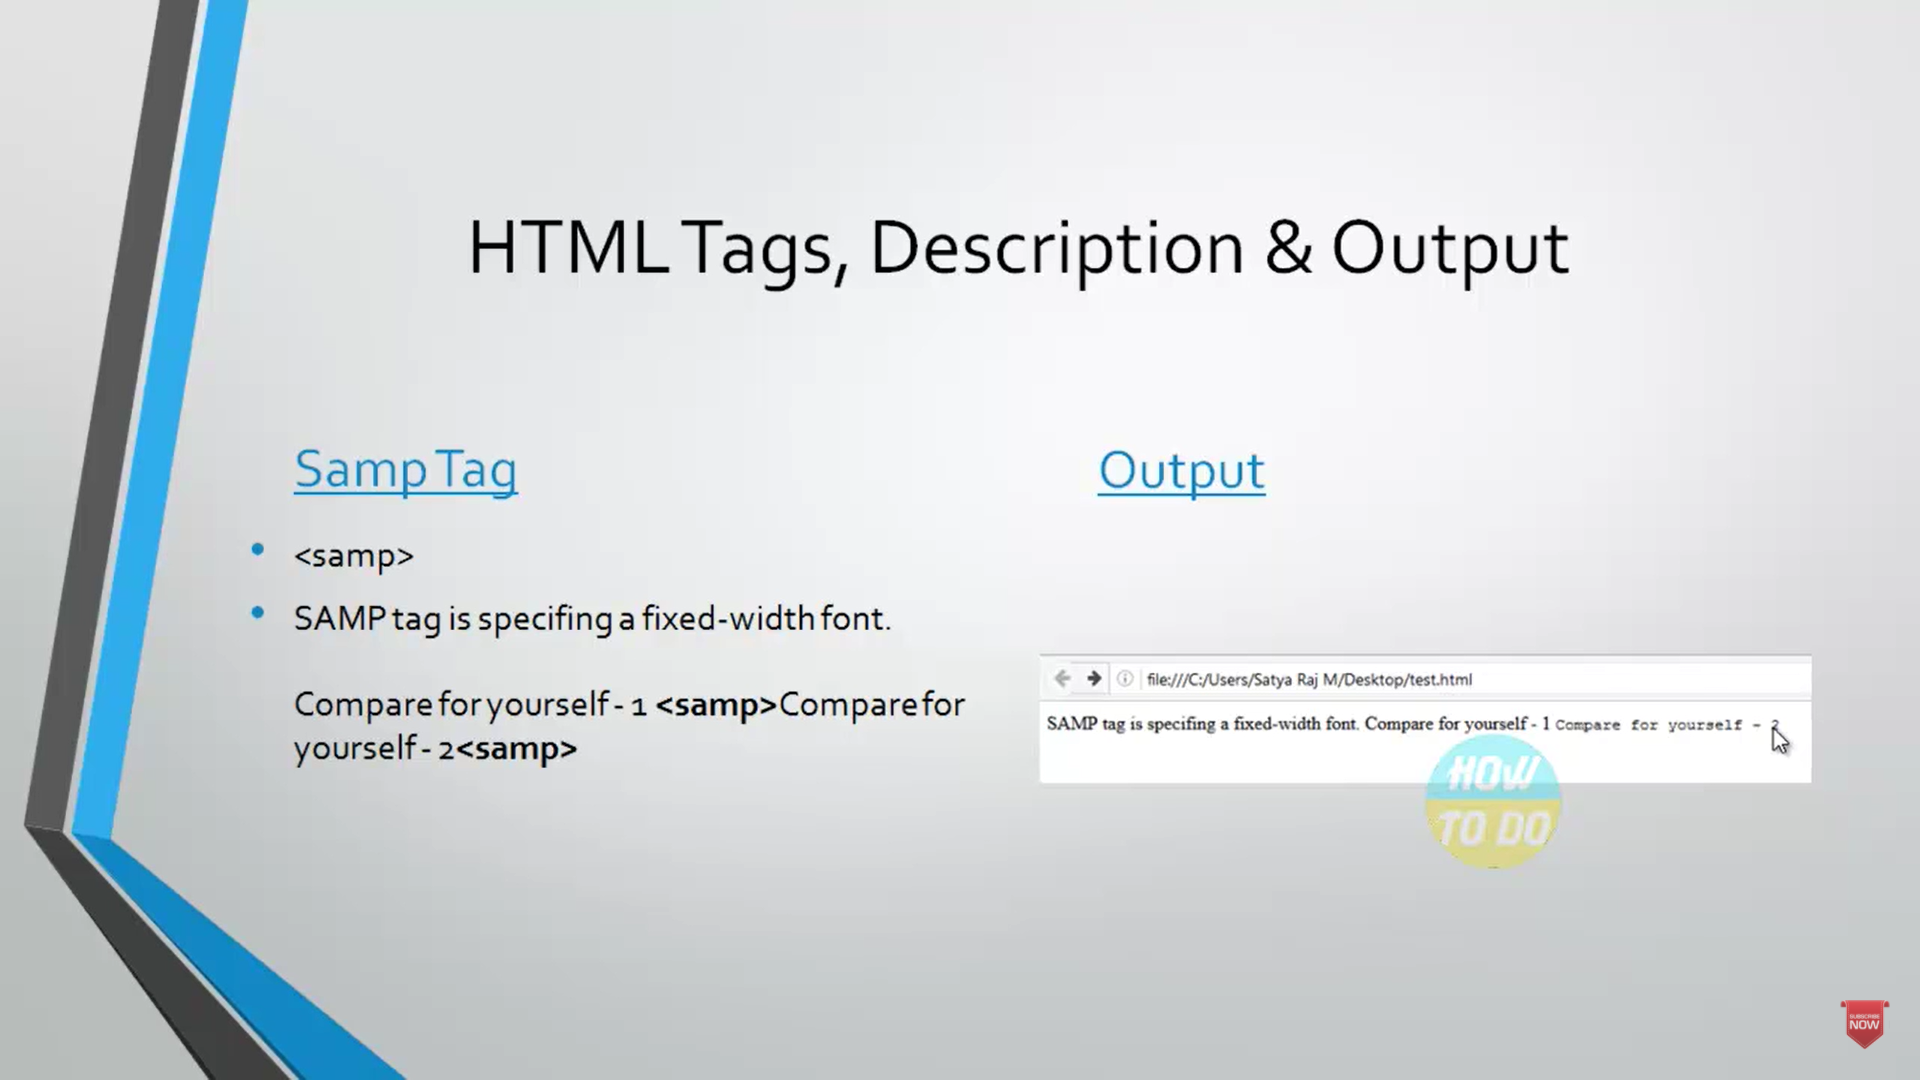 HTML Tags, Description & Output
Samp Tag
<samp>
SAMP tag is specifing a fixed-width font.
Compare for yourself - 1 <samp>Compare for
yourself - 2<samp>
Output
file:///C:/Users/Satya Raj M/Desktop/test.html
SAMP tag is specifing a fixed-width font. Compare for yourself - 1 Compare for yourself - 2
HOW
TO DO
SUBSCRIBE
NOW